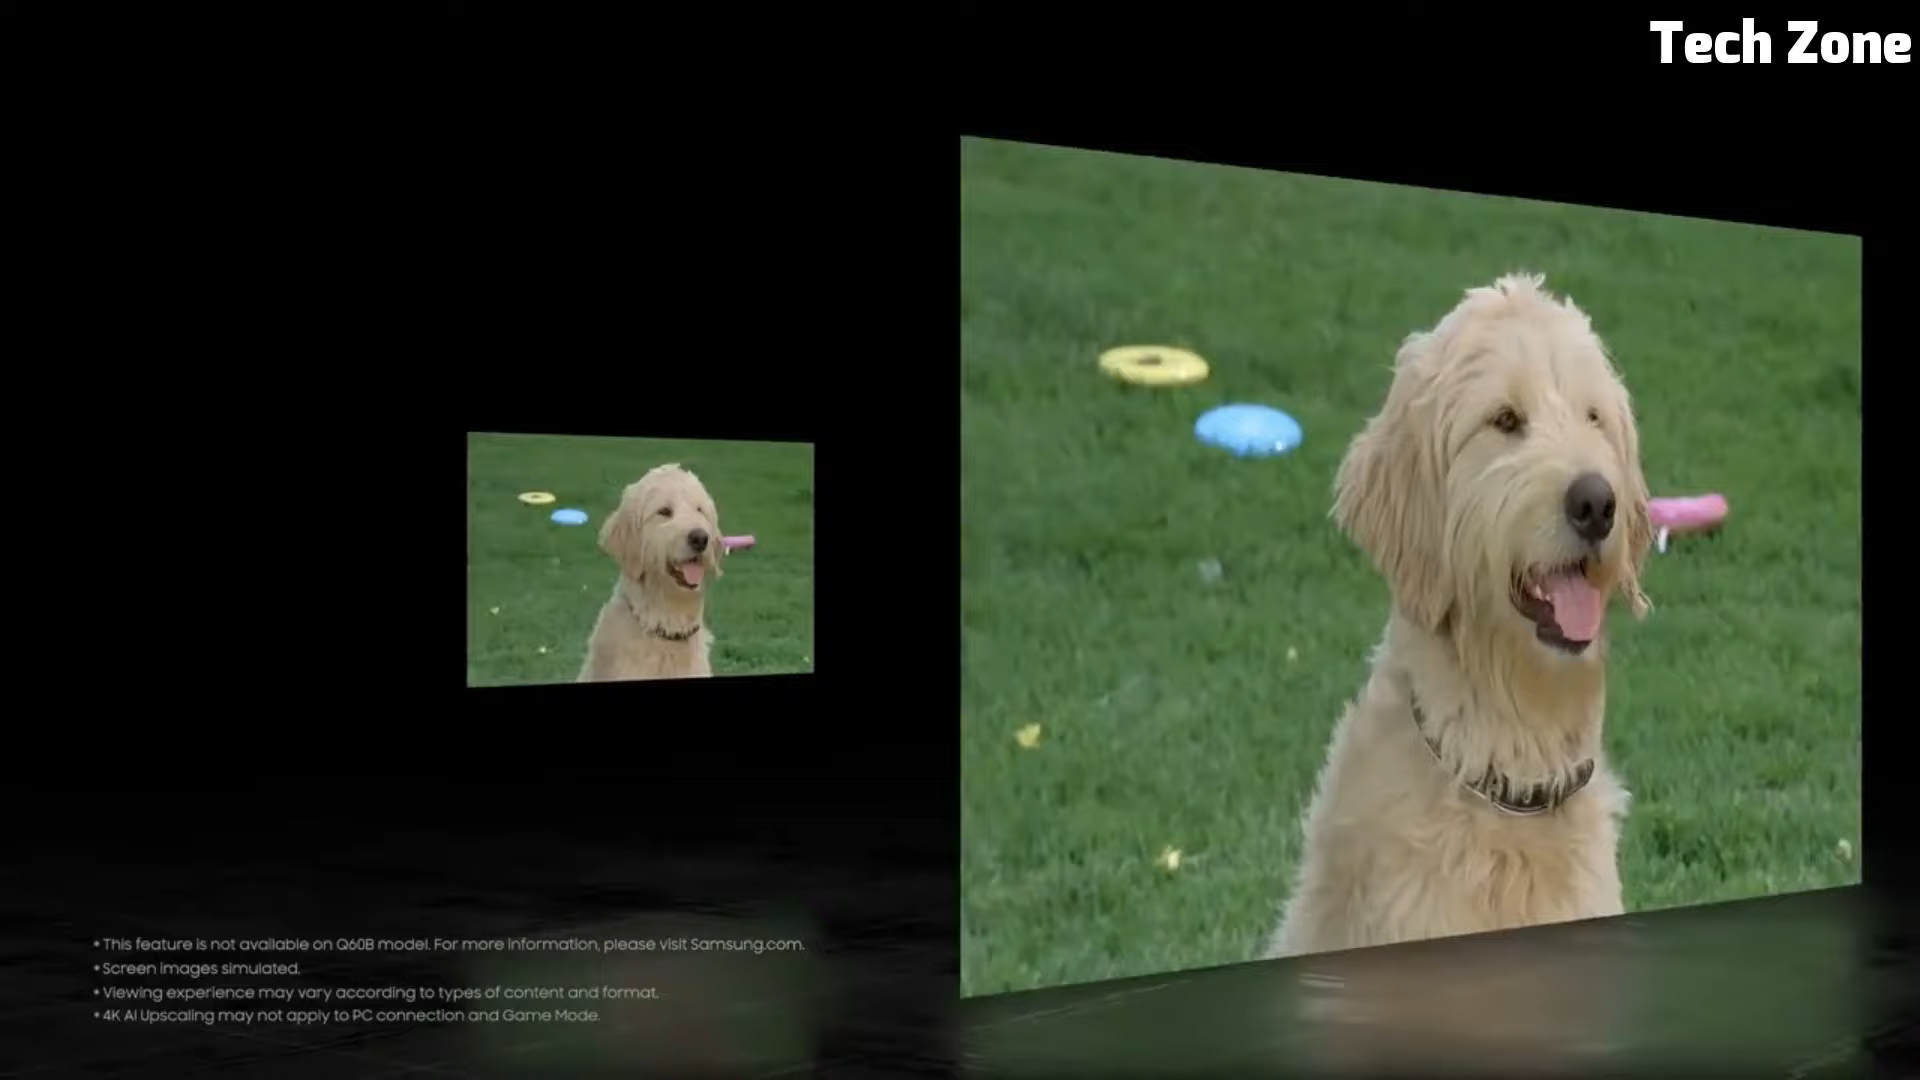 Tech Zone
• This feature is not available on Q60B model. For more information, please visit Samsung.com.
• Screen images simulated.
• Viewing experience may vary according to types of content and format.
• 4K AI Upscaling may not apply to PC connection and Game Mode.